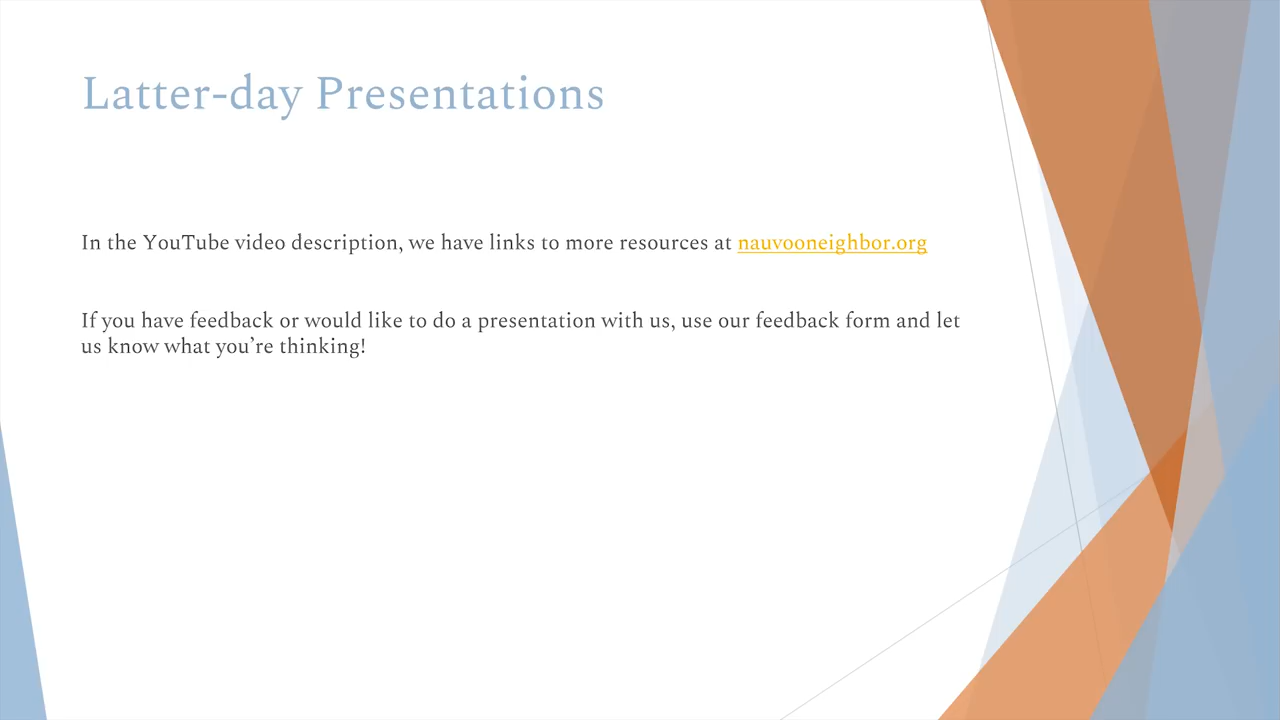 Latter-day Presentations
In the YouTube video description, we have links to more resources at nauvooneighbor.org
If you have feedback or would like to do a presentation with us, use our feedback form and let
us know what you’re thinking!